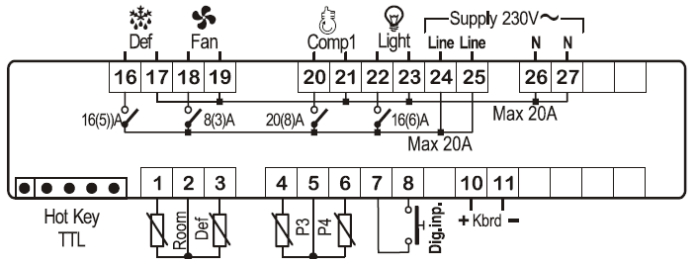 Supply 230V~
Def Fan Comp1 Light Line Line N N
16 17 18 19 20 21 22 23 24 25 26 27
16(5))A 8(3)A 20(8)A 16(6)A Max 20A
Max 20A
1 2 3 4 5 6 7 8 10 11
Hot Key
TTL
Room
Def
P3
P4
Dig.inp.
+ Kbrd −